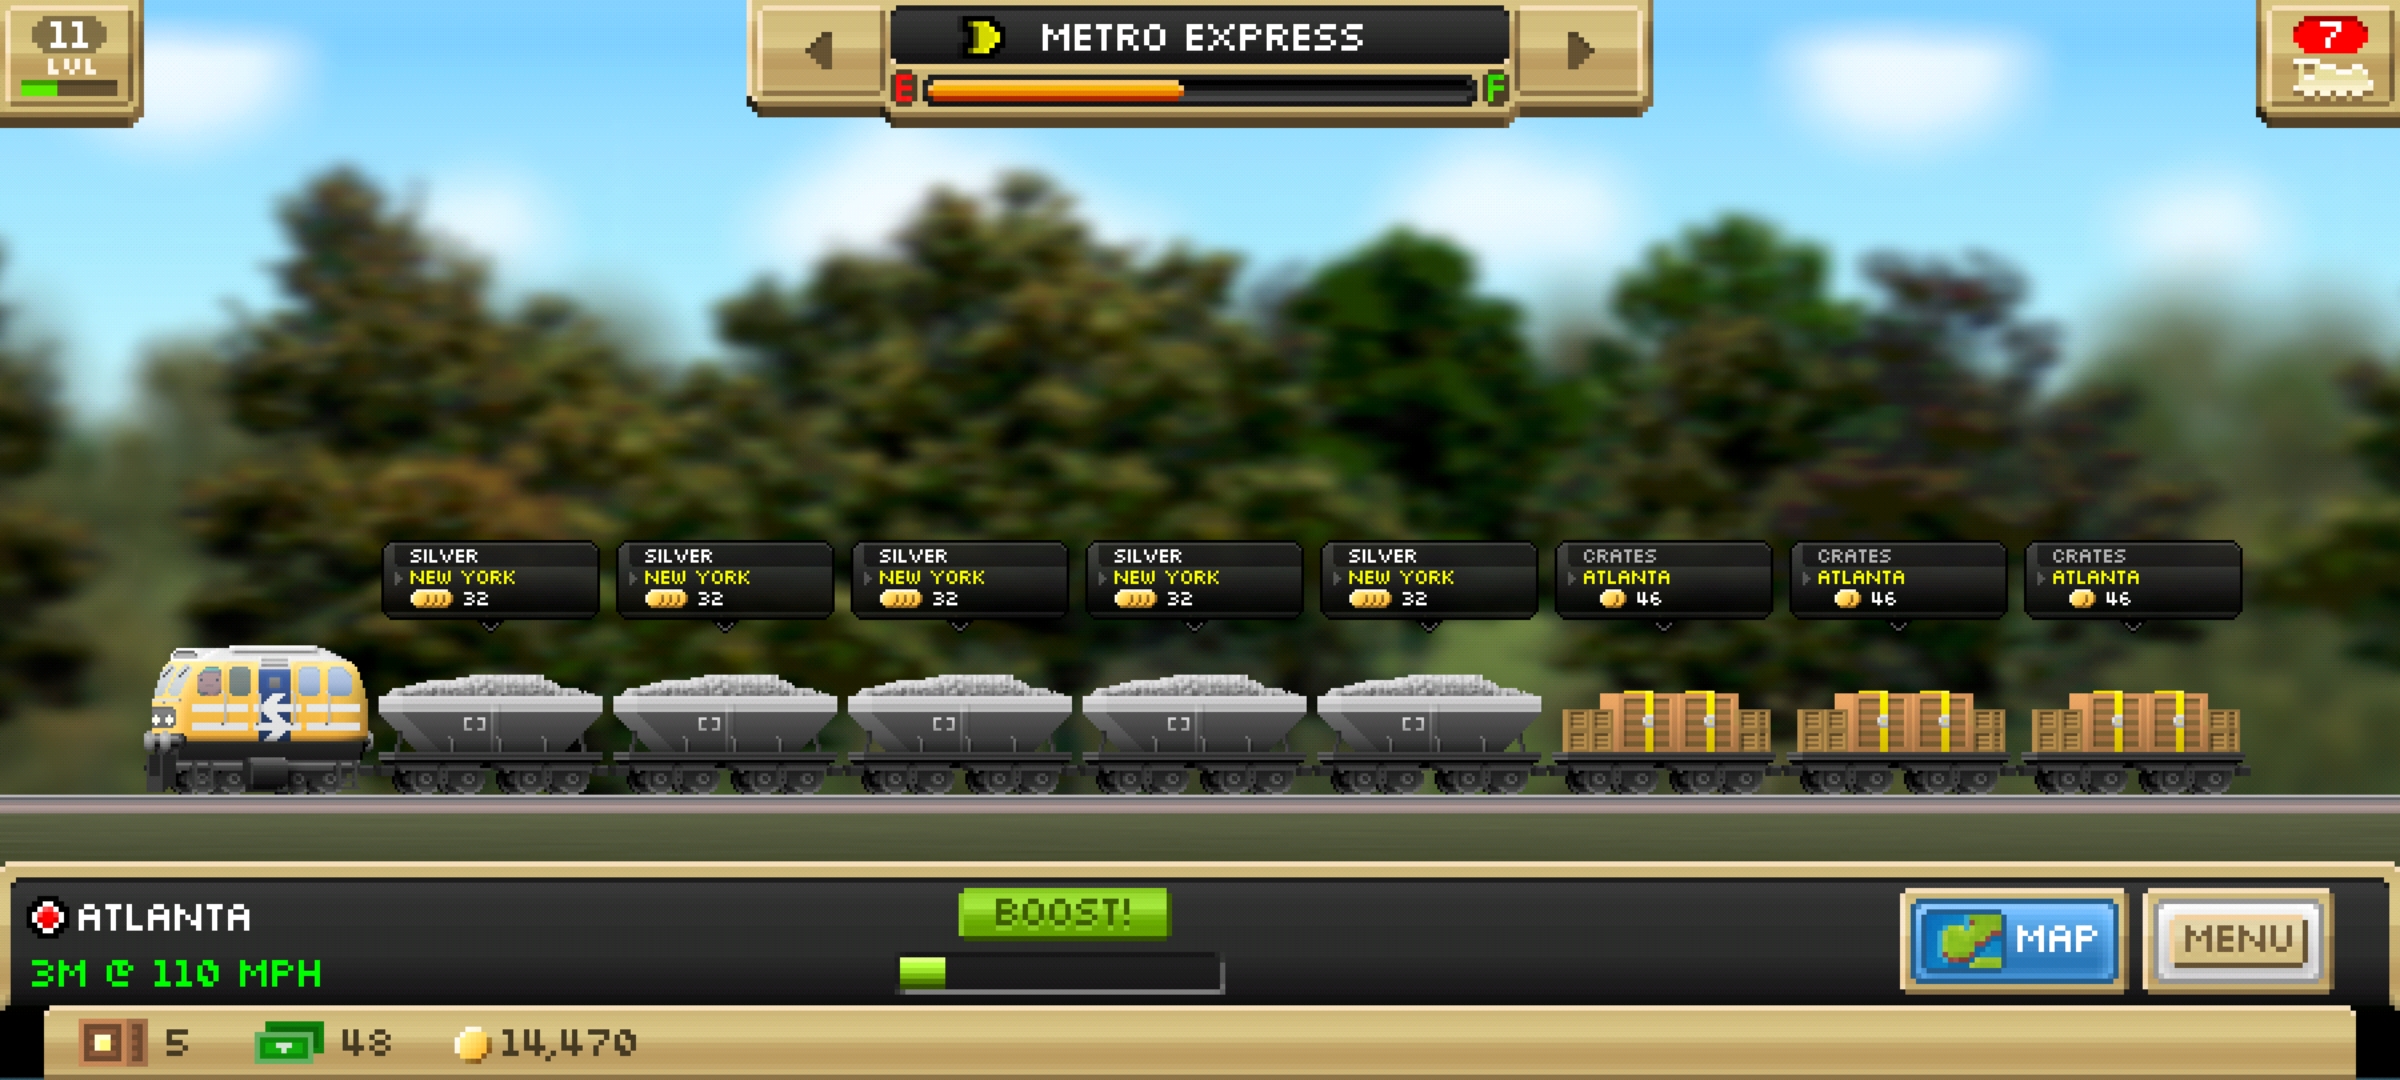 11
LVL
METRO EXPRESS
E F
7
SILVER
NEW YORK
32
SILVER
NEW YORK
32
SILVER
NEW YORK
32
SILVER
NEW YORK
32
SILVER
NEW YORK
32
CRATES
ATLANTA
46
CRATES
ATLANTA
46
CRATES
ATLANTA
46
ATLANTA
3M @ 110 MPH
BOOST!
MAP
MENU
5 48 14,470